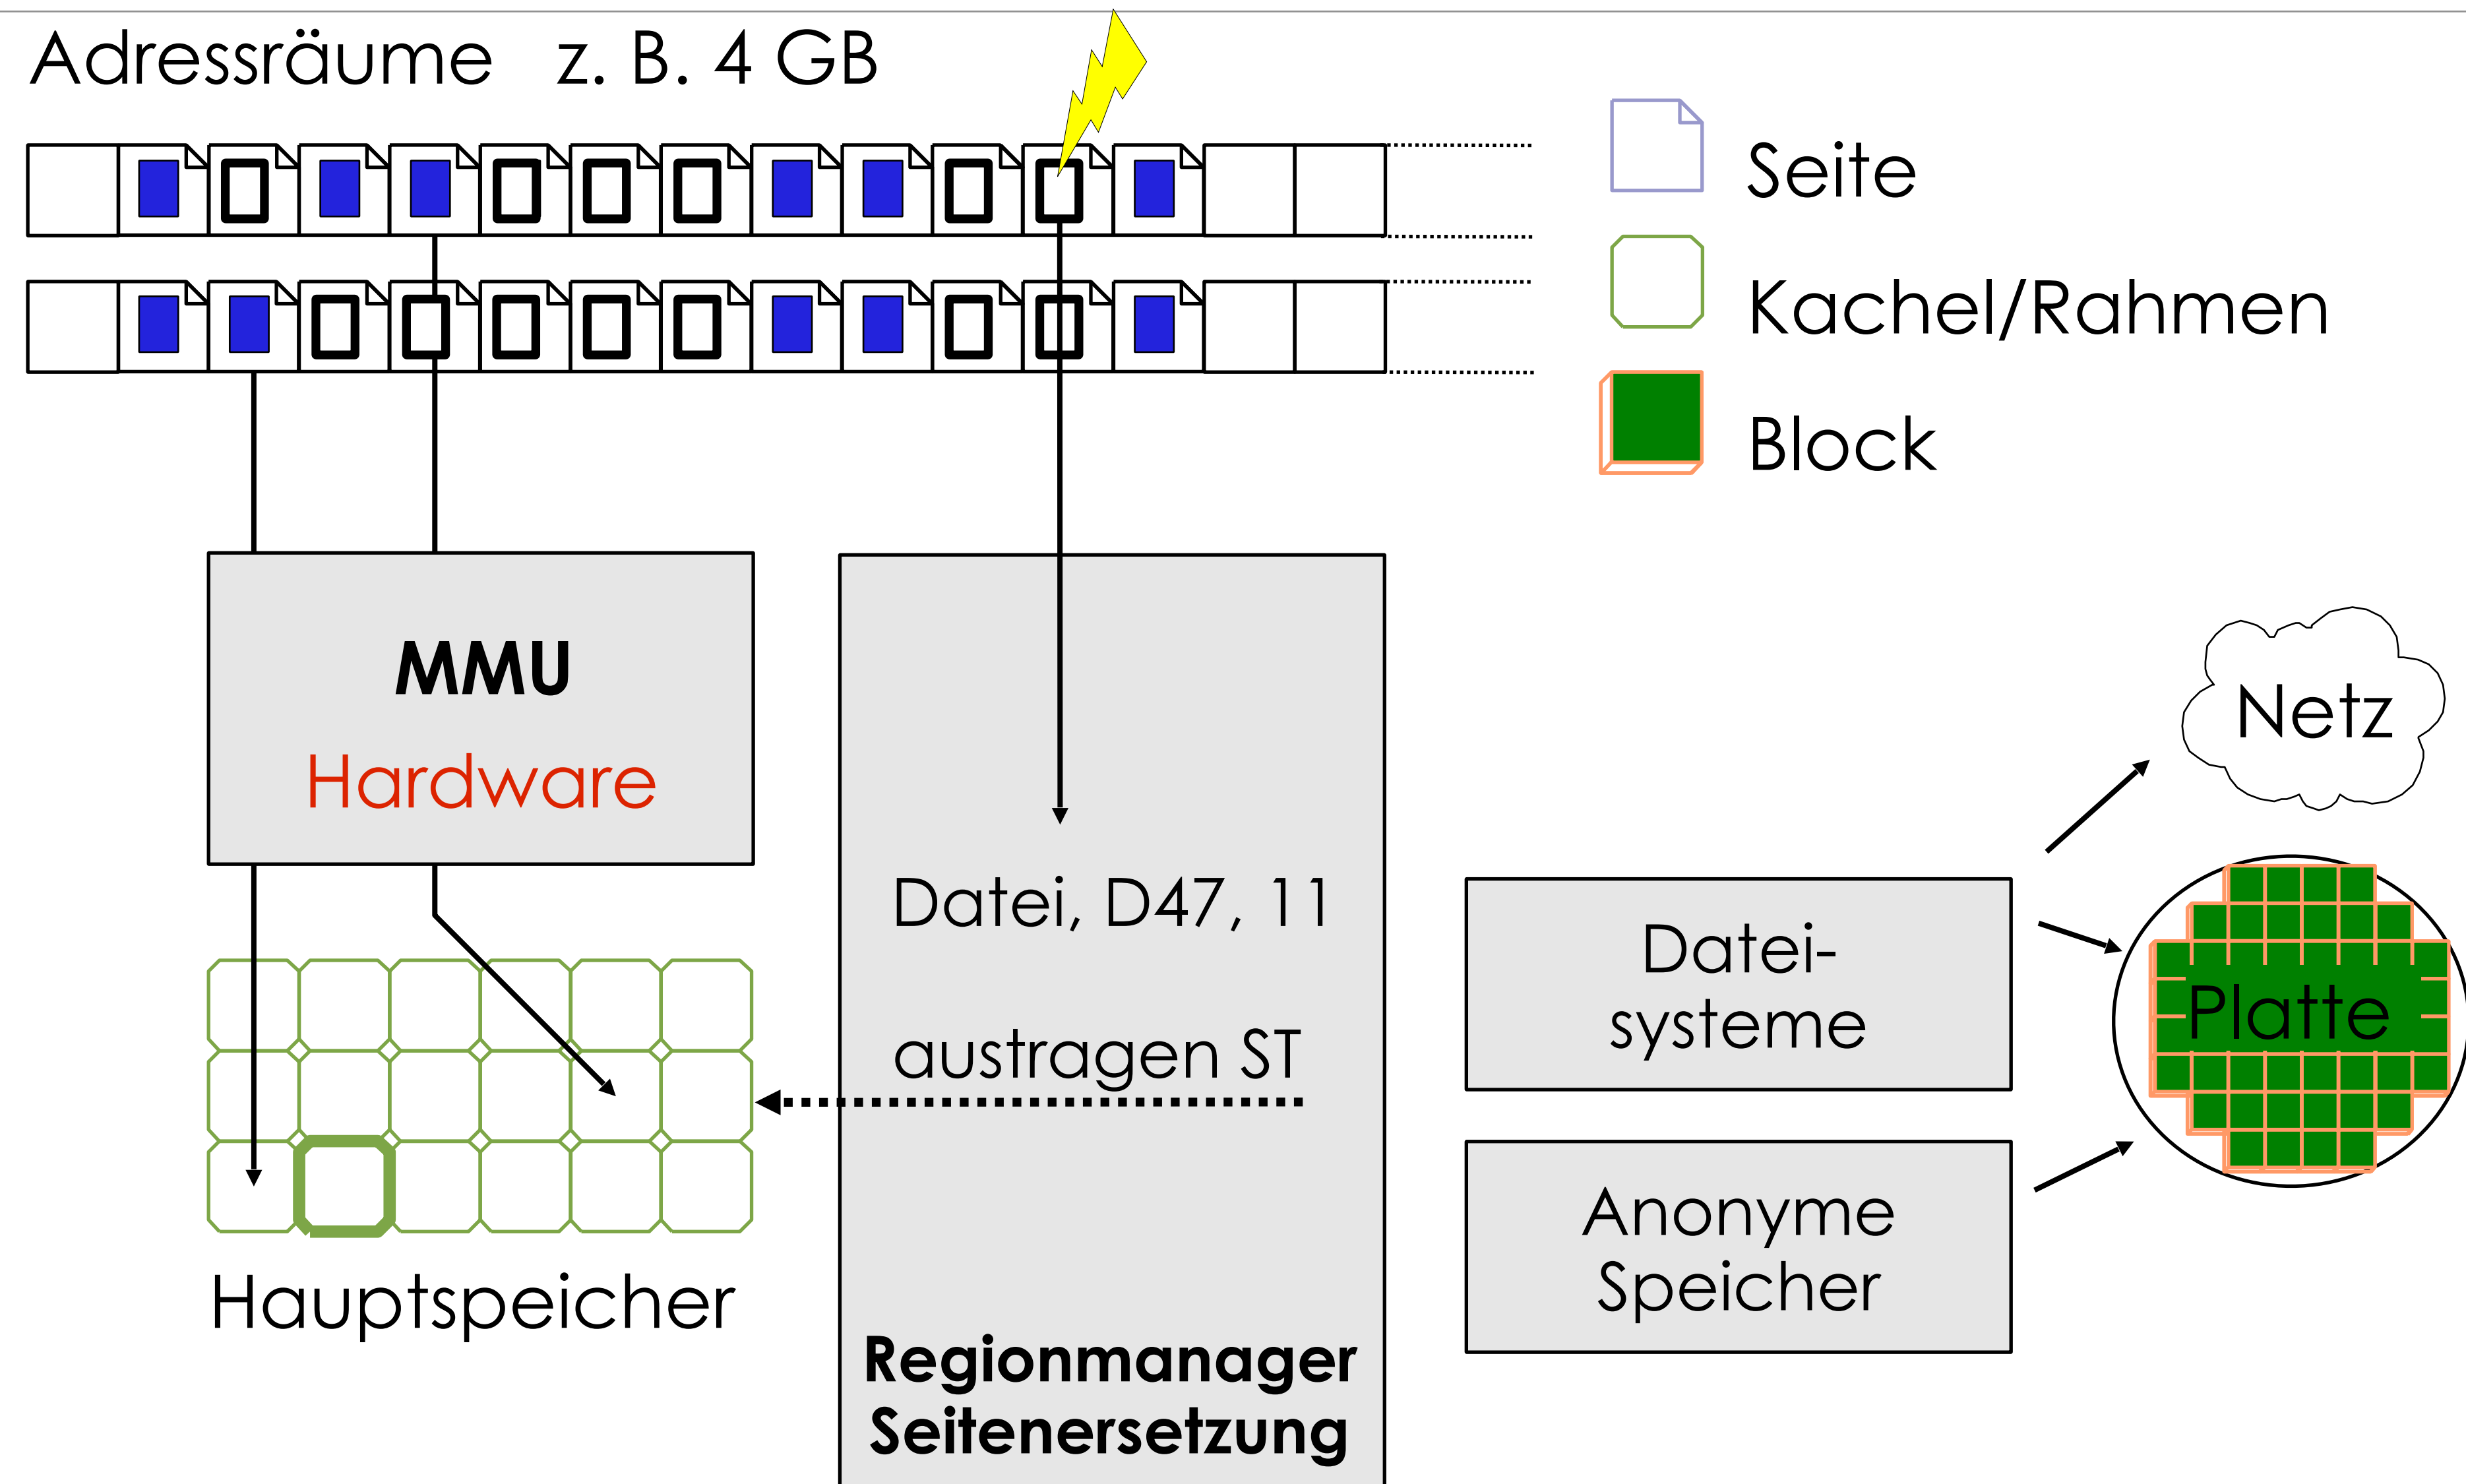 Adressräume z. B. 4 GB
Seite
Kachel/Rahmen
Block
MMU
Hardware
Netz
Datei, D47, 11
Datei-
systeme
Platte
austragen ST
Anonyme
Speicher
Hauptspeicher
Regionmanager
Seitenersetzung